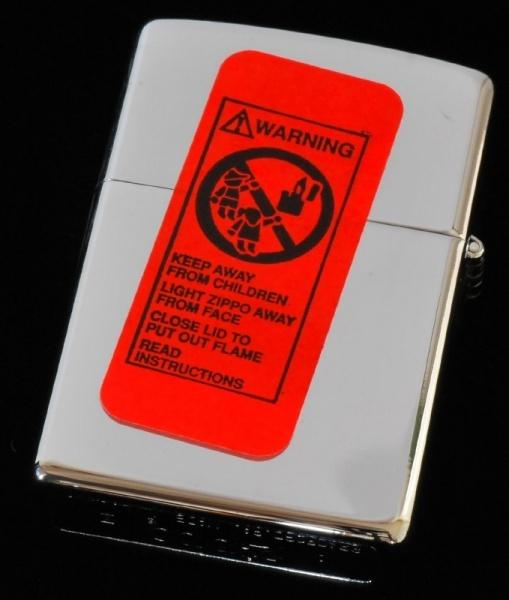 WARNING
KEEP AWAY
FROM CHILDREN
LIGHT ZIPPO AWAY
FROM FACE
CLOSE LID TO
PUT OUT FLAME
READ
INSTRUCTIONS